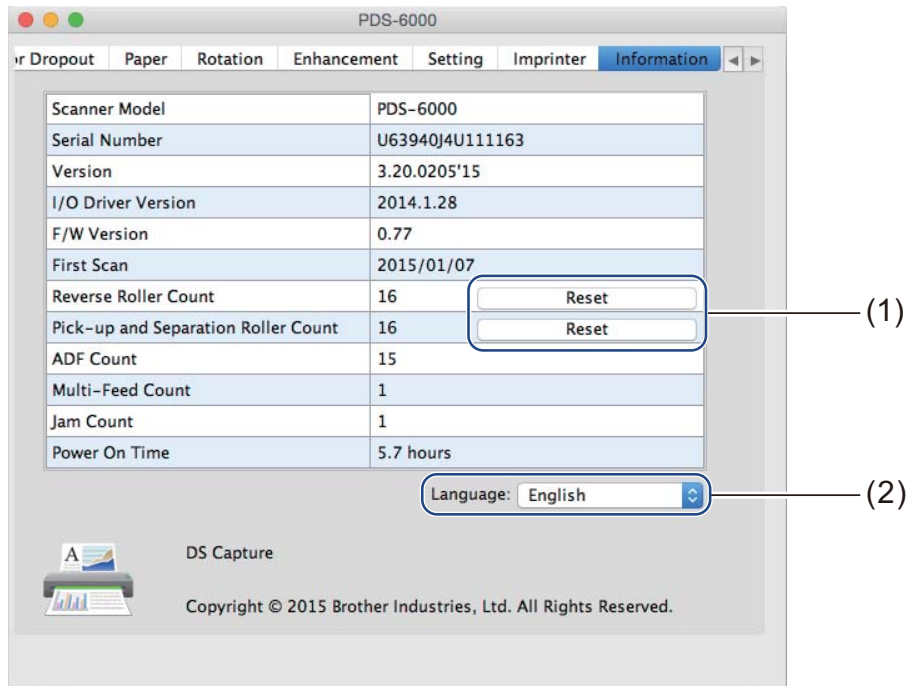 PDS-6000
r Dropout Paper Rotation Enhancement Setting Imprinter Information
Scanner Model PDS-6000
Serial Number U63940J4U111163
Version 3.20.0205'15
I/O Driver Version 2014.1.28
F/W Version 0.77
First Scan 2015/01/07
Reverse Roller Count 16 Reset
(1)
Pick-up and Separation Roller Count 16 Reset
ADF Count 15
Multi-Feed Count 1
Jam Count 1
Power On Time 5.7 hours
Language: English
(2)
A
DS Capture
Copyright © 2015 Brother Industries, Ltd. All Rights Reserved.